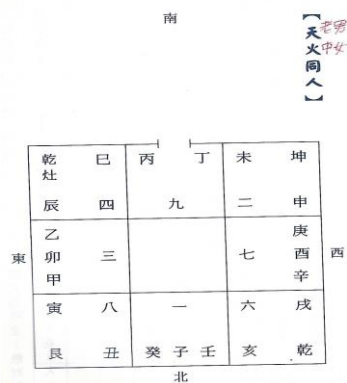 南
【天火同人】
老男
中女
乾 巳 丙 丁 未 坤
灶
辰 四 九 二 申
乙 庚
東 卯 三 七 酉 西
甲 辛
寅 八 一 六 戌
艮 丑 癸 子 壬 亥 乾
北